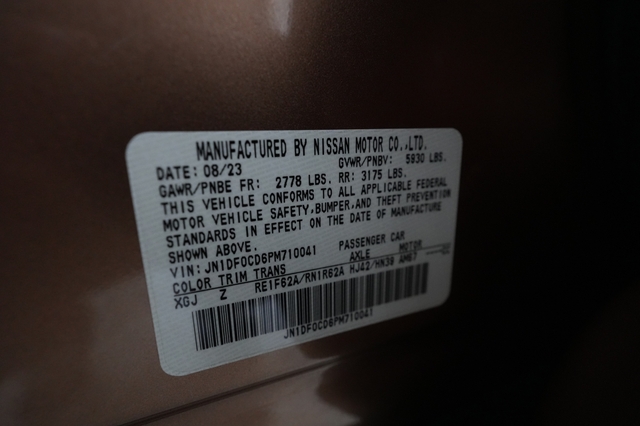 MANUFACTURED BY NISSAN MOTOR CO.,LTD.
DATE: 08/23 GVWR/PNBV: 5930 LBS.
GAWR/PNBE FR: 2778 LBS. RR: 3175 LBS.
THIS VEHICLE CONFORMS TO ALL APPLICABLE FEDERAL
MOTOR VEHICLE SAFETY,BUMPER,AND THEFT PREVENTION
STANDARDS IN EFFECT ON THE DATE OF MANUFACTURE
SHOWN ABOVE.
VIN: JN1DF0CD6PM710041 PASSENGER CAR
COLOR TRIM TRANS AXLE MOTOR
XGJ Z RE1F62A/RN1R62A HJ42/HN38 AM67
JN1DF0CD6PM710041